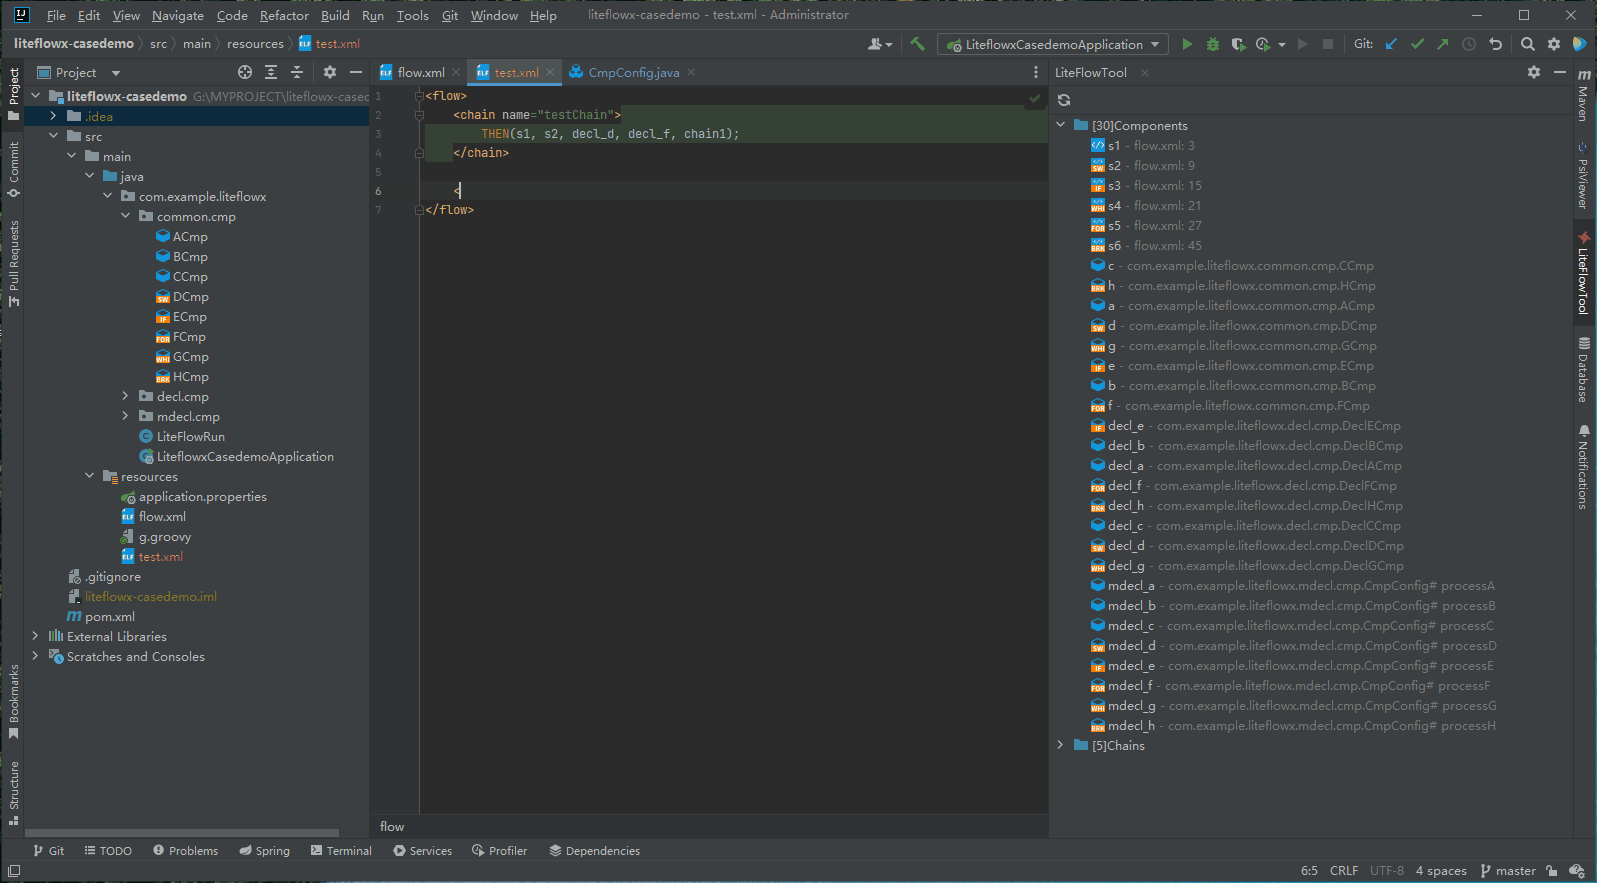 File Edit View Navigate Code Refactor Build Run Tools Git Window Help liteflowx-casedemo - test.xml - Administrator
liteflowx-casedemo src main resources test.xml LiteflowxCasedemoApplication Git:
Project
flow.xml test.xml CmpConfig.java
LiteFlowTool
liteflowx-casedemo G:\MYPROJECT\liteflowx-cased
.idea
src
main
java
com.example.liteflowx
common.cmp
ACmp
BCmp
CCmp
DCmp
ECmp
FCmp
GCmp
HCmp
decl.cmp
mdecl.cmp
LiteFlowRun
LiteflowxCasedemoApplication
resources
application.properties
flow.xml
g.groovy
test.xml
.gitignore
liteflowx-casedemo.iml
pom.xml
External Libraries
Scratches and Consoles
1 <flow>
2 <chain name="testChain">
3 THEN(s1, s2, decl_d, decl_f, chain1);
4 </chain>
5
6 <
7 </flow>
flow
[30]Components
s1 - flow.xml: 3
s2 - flow.xml: 9
s3 - flow.xml: 15
s4 - flow.xml: 21
s5 - flow.xml: 27
s6 - flow.xml: 45
c - com.example.liteflowx.common.cmp.CCmp
h - com.example.liteflowx.common.cmp.HCmp
a - com.example.liteflowx.common.cmp.ACmp
d - com.example.liteflowx.common.cmp.DCmp
g - com.example.liteflowx.common.cmp.GCmp
e - com.example.liteflowx.common.cmp.ECmp
b - com.example.liteflowx.common.cmp.BCmp
f - com.example.liteflowx.common.cmp.FCmp
decl_e - com.example.liteflowx.decl.cmp.DeclECmp
decl_b - com.example.liteflowx.decl.cmp.DeclBCmp
decl_a - com.example.liteflowx.decl.cmp.DeclACmp
decl_f - com.example.liteflowx.decl.cmp.DeclFCmp
decl_h - com.example.liteflowx.decl.cmp.DeclHCmp
decl_c - com.example.liteflowx.decl.cmp.DeclCCmp
decl_d - com.example.liteflowx.decl.cmp.DeclDCmp
decl_g - com.example.liteflowx.decl.cmp.DeclGCmp
mdecl_a - com.example.liteflowx.mdecl.cmp.CmpConfig# processA
mdecl_b - com.example.liteflowx.mdecl.cmp.CmpConfig# processB
mdecl_c - com.example.liteflowx.mdecl.cmp.CmpConfig# processC
mdecl_d - com.example.liteflowx.mdecl.cmp.CmpConfig# processD
mdecl_e - com.example.liteflowx.mdecl.cmp.CmpConfig# processE
mdecl_f - com.example.liteflowx.mdecl.cmp.CmpConfig# processF
mdecl_g - com.example.liteflowx.mdecl.cmp.CmpConfig# processG
mdecl_h - com.example.liteflowx.mdecl.cmp.CmpConfig# processH
[5]Chains
Project
Commit
Pull Requests
Bookmarks
Structure
Maven
PsiViewer
LiteFlowTool
Database
Notifications
Git TODO Problems Spring Terminal Services Profiler Dependencies
6:5 CRLF UTF-8 4 spaces master